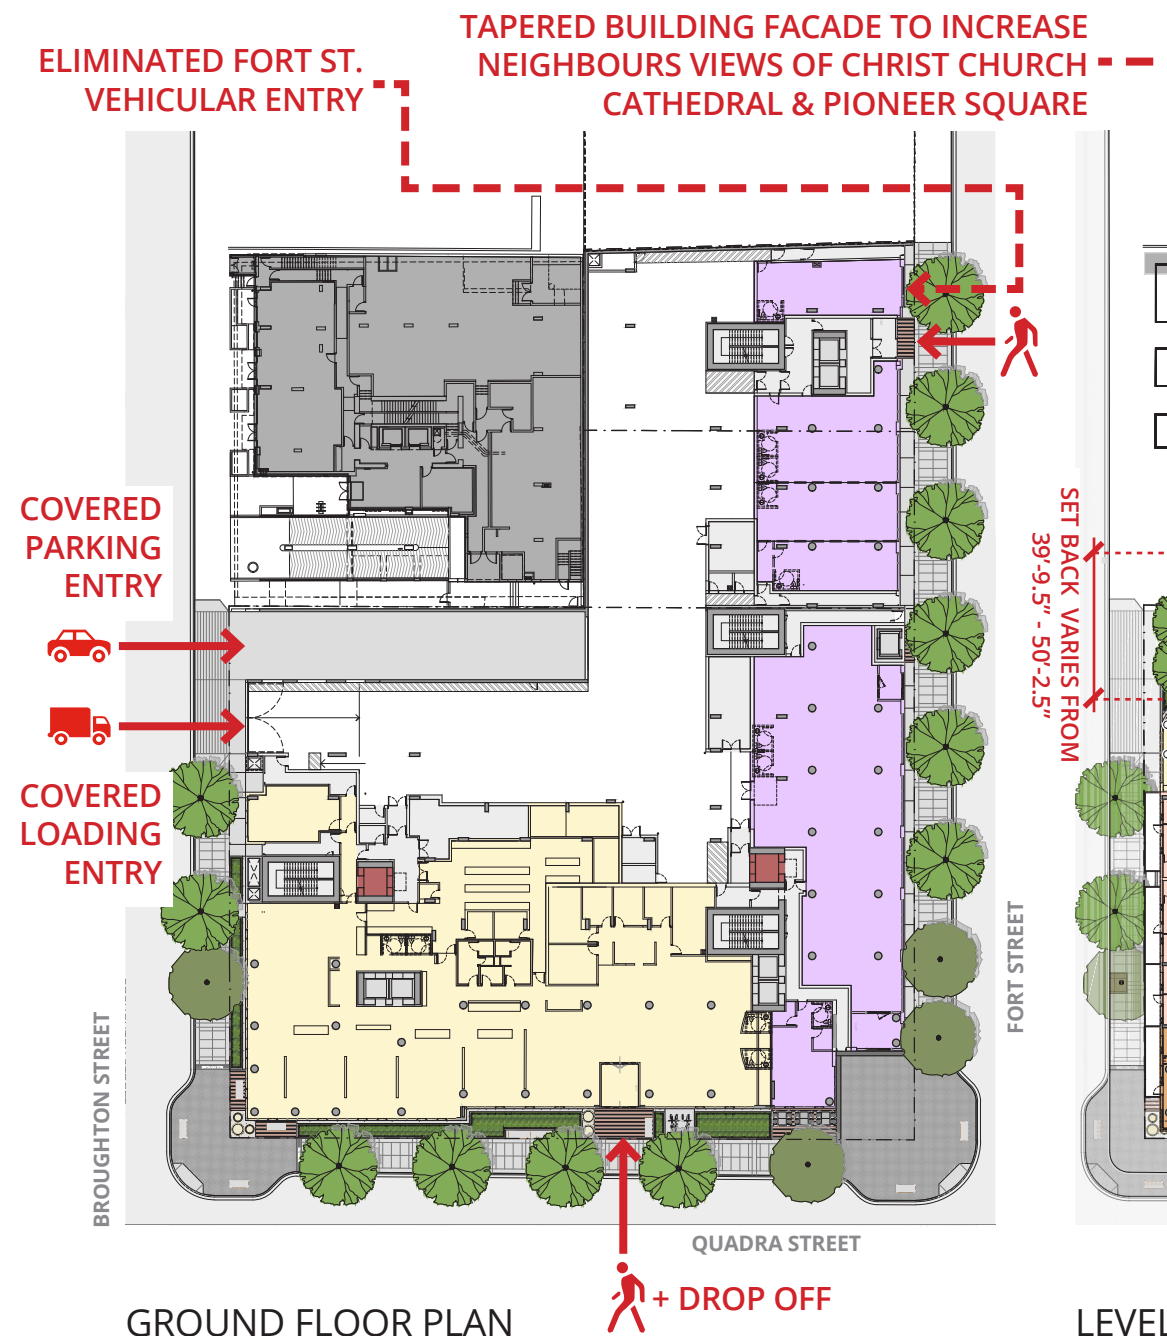 TAPERED BUILDING FACADE TO INCREASE
NEIGHBOURS VIEWS OF CHRIST CHURCH
CATHEDRAL & PIONEER SQUARE
ELIMINATED FORT ST.
VEHICULAR ENTRY
COVERED
PARKING
ENTRY
COVERED
LOADING
ENTRY
SET BACK VARIES FROM
39'-9.5" - 50'-2.5"
FORT STREET
BROUGHTON STREET
QUADRA STREET
+ DROP OFF
GROUND FLOOR PLAN
LEVEL